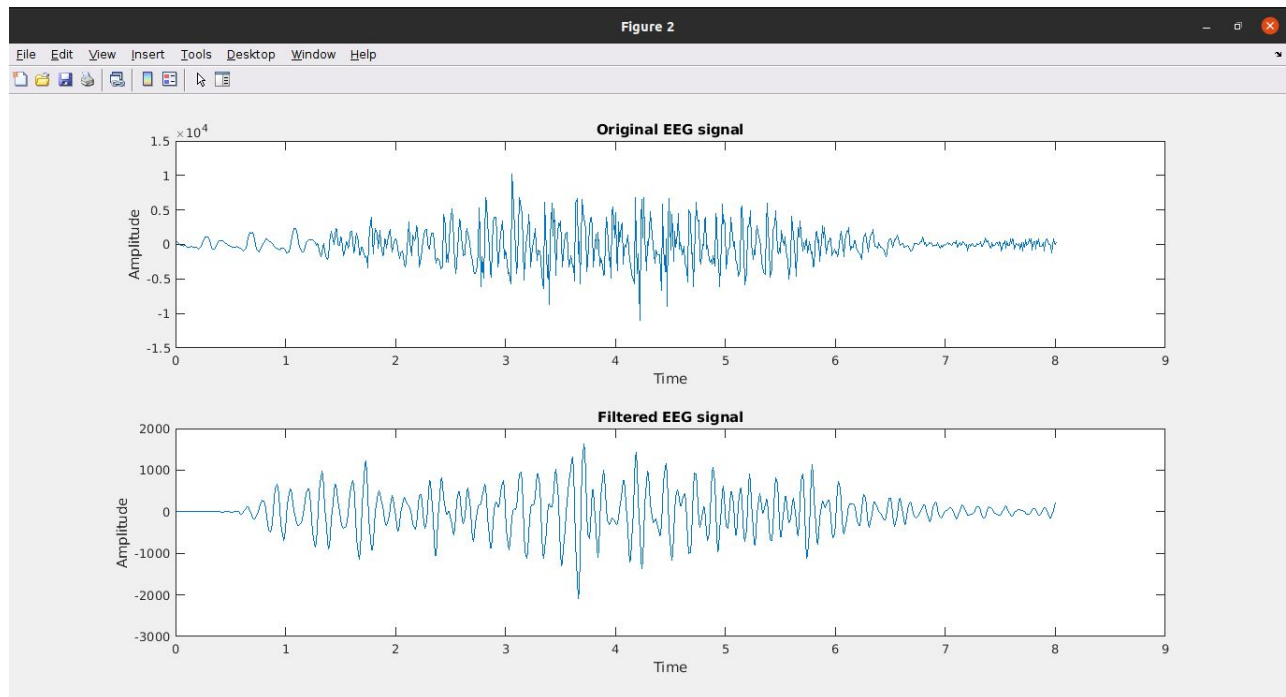 Figure 2
File Edit View Insert Tools Desktop Window Help
Original EEG signal
×10^4
1.5
1
0.5
0
-0.5
-1
-1.5
Amplitude
0 1 2 3 4 5 6 7 8 9
Time
Filtered EEG signal
2000
1000
0
-1000
-2000
-3000
Amplitude
0 1 2 3 4 5 6 7 8 9
Time